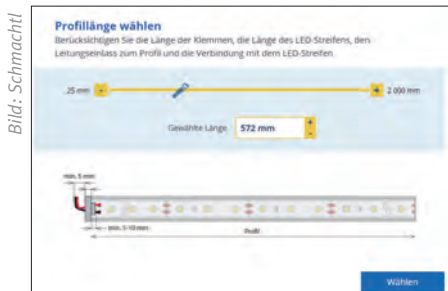 Bild: Schmachtl
Profillänge wählen
Berücksichtigen Sie die Länge der Klemmen, die Länge des LED-Streifens, den
Leitungseinlass zum Profil und die Verbindung mit dem LED-Streifen
25 mm
2 000 mm
Gewählte Länge
572 mm
min. 5 mm
min. 5-10 mm
Profil
Wählen